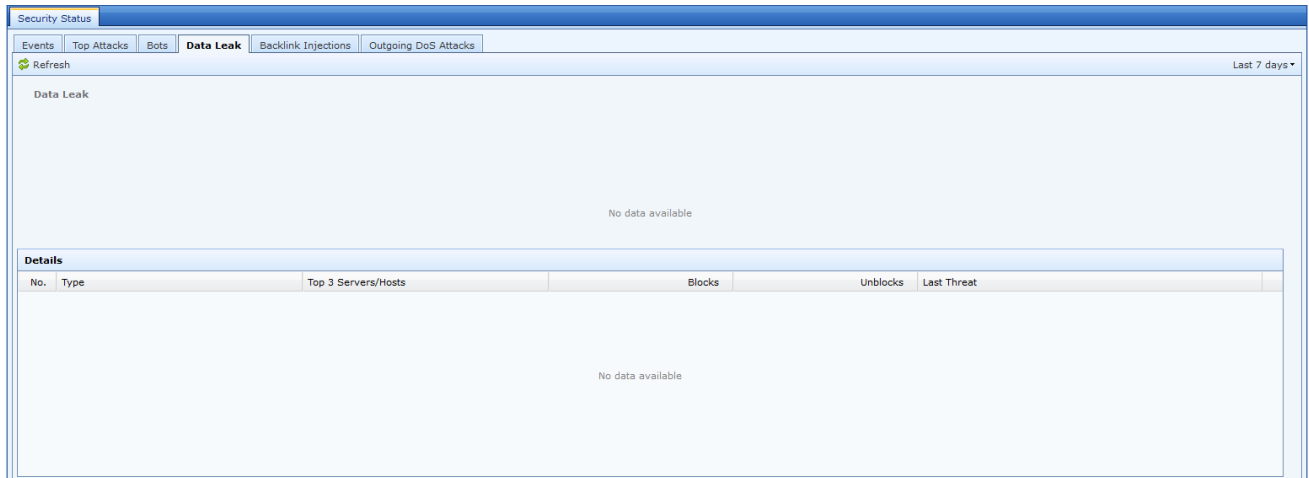 Security Status
Events Top Attacks Bots Data Leak Backlink Injections Outgoing DoS Attacks
Refresh Last 7 days
Data Leak
No data available
Details
No. Type Top 3 Servers/Hosts Blocks Unblocks Last Threat
No data available